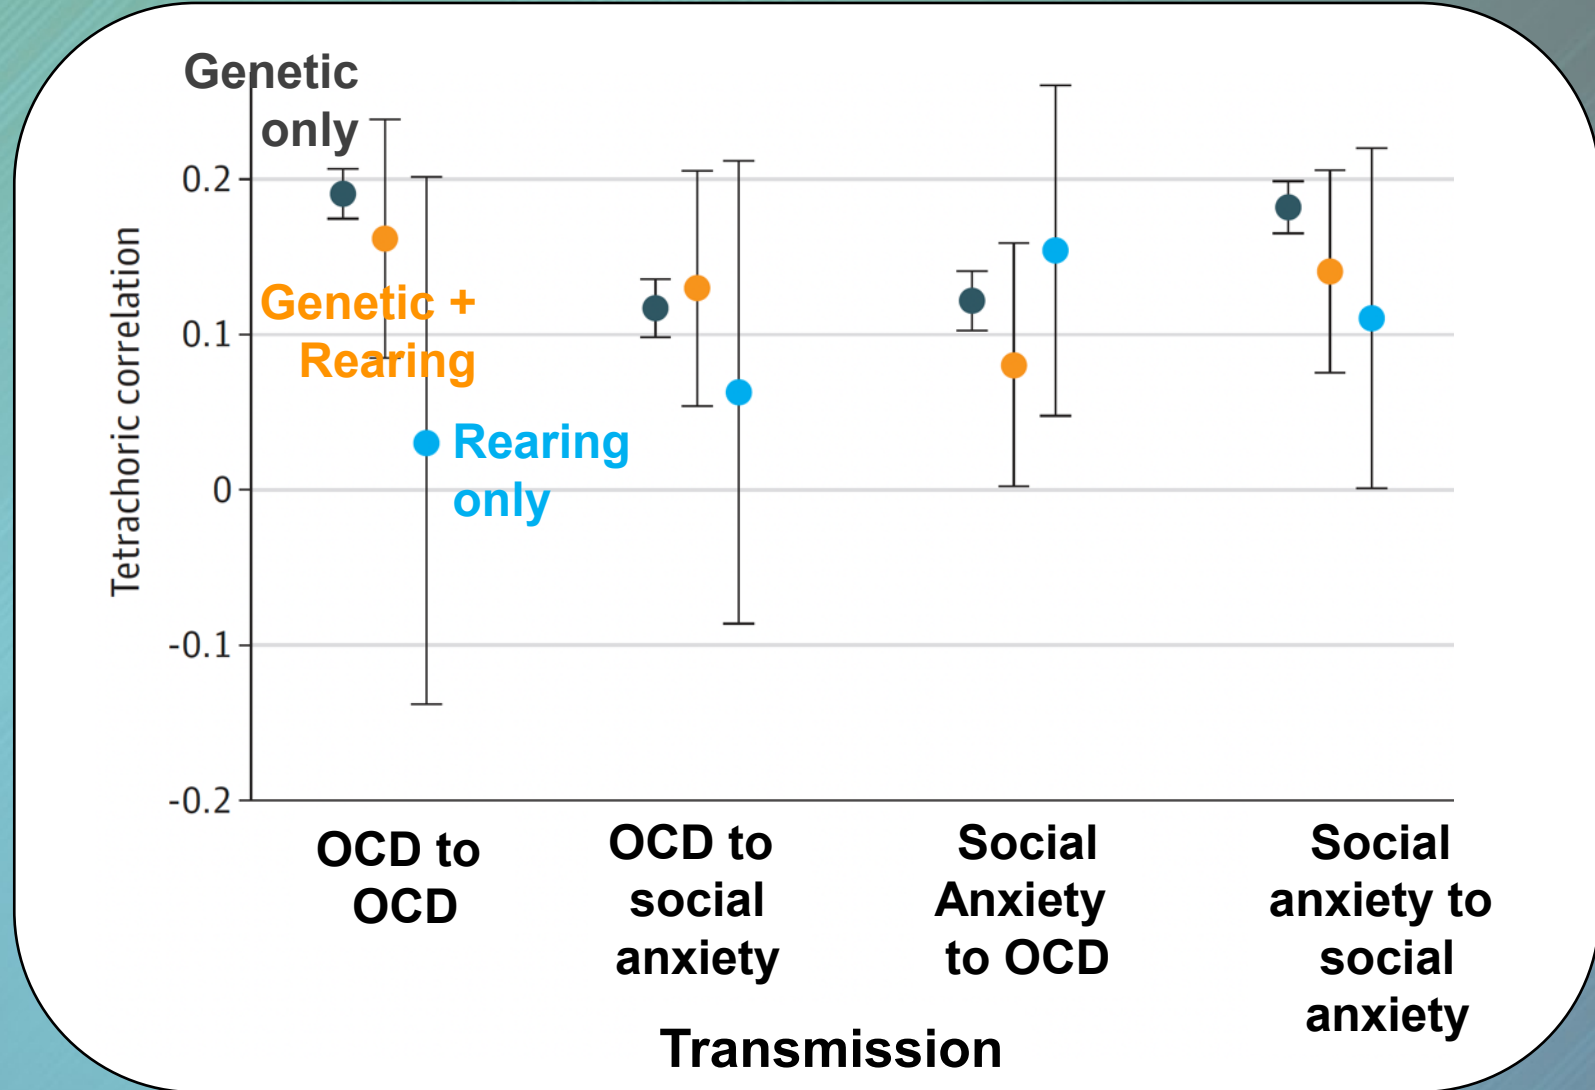 Genetic
only
0.2
Genetic +
0.1
Rearing
Rearing
only
0
-0.1
-0.2
Tetrachoric correlation
OCD to
OCD
OCD to
social
anxiety
Social
Anxiety
to OCD
Social
anxiety to
social
anxiety
Transmission